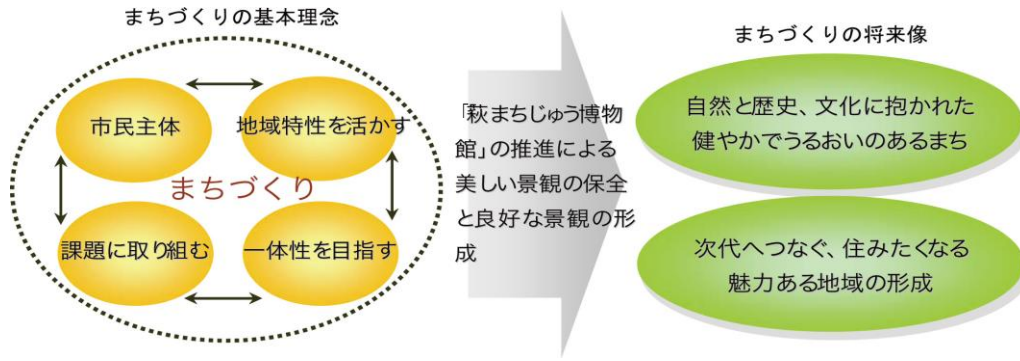 まちづくりの基本理念
市民主体
地域特性を活かす
まちづくり
課題に取り組む
一体性を目指す
「萩まちじゅう博物
館」の推進による
美しい景観の保全
と良好な景観の形
成
まちづくりの将来像
自然と歴史、文化に抱かれた
健やかでうるおいのあるまち
次代へつなぐ、住みたくなる
魅力ある地域の形成